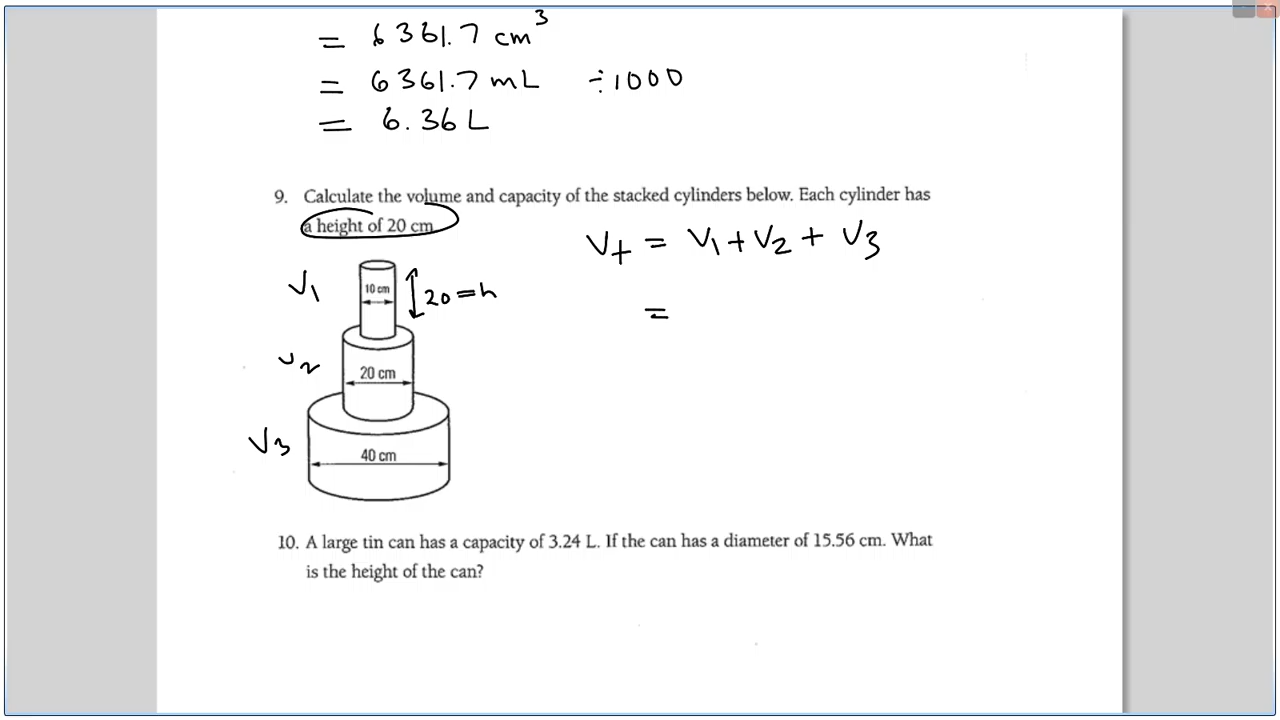 = 6361.7 cm³
= 6361.7 mL ÷1000
= 6.36 L
9. Calculate the volume and capacity of the stacked cylinders below. Each cylinder has
a height of 20 cm
Vt = V1 + V2 + V3
V1
10 cm
20 = h
=
V2
20 cm
V3
40 cm
10. A large tin can has a capacity of 3.24 L. If the can has a diameter of 15.56 cm. What
is the height of the can?